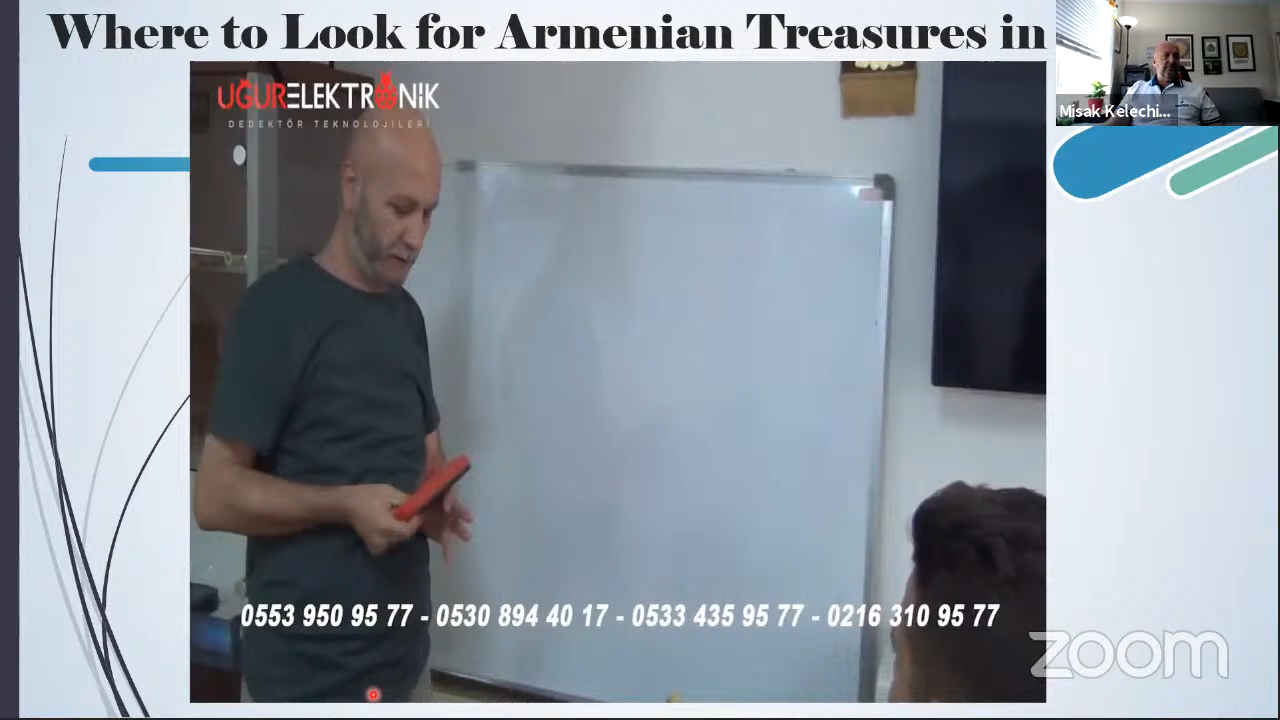 Where to Look for Armenian Treasures in
Misak Kelechi...
UĞURELEKTRONİK
DEDEKTÖR TEKNOLOJİLERİ
0553 950 95 77 - 0530 894 40 17 - 0533 435 95 77 - 0216 310 95 77
zoom